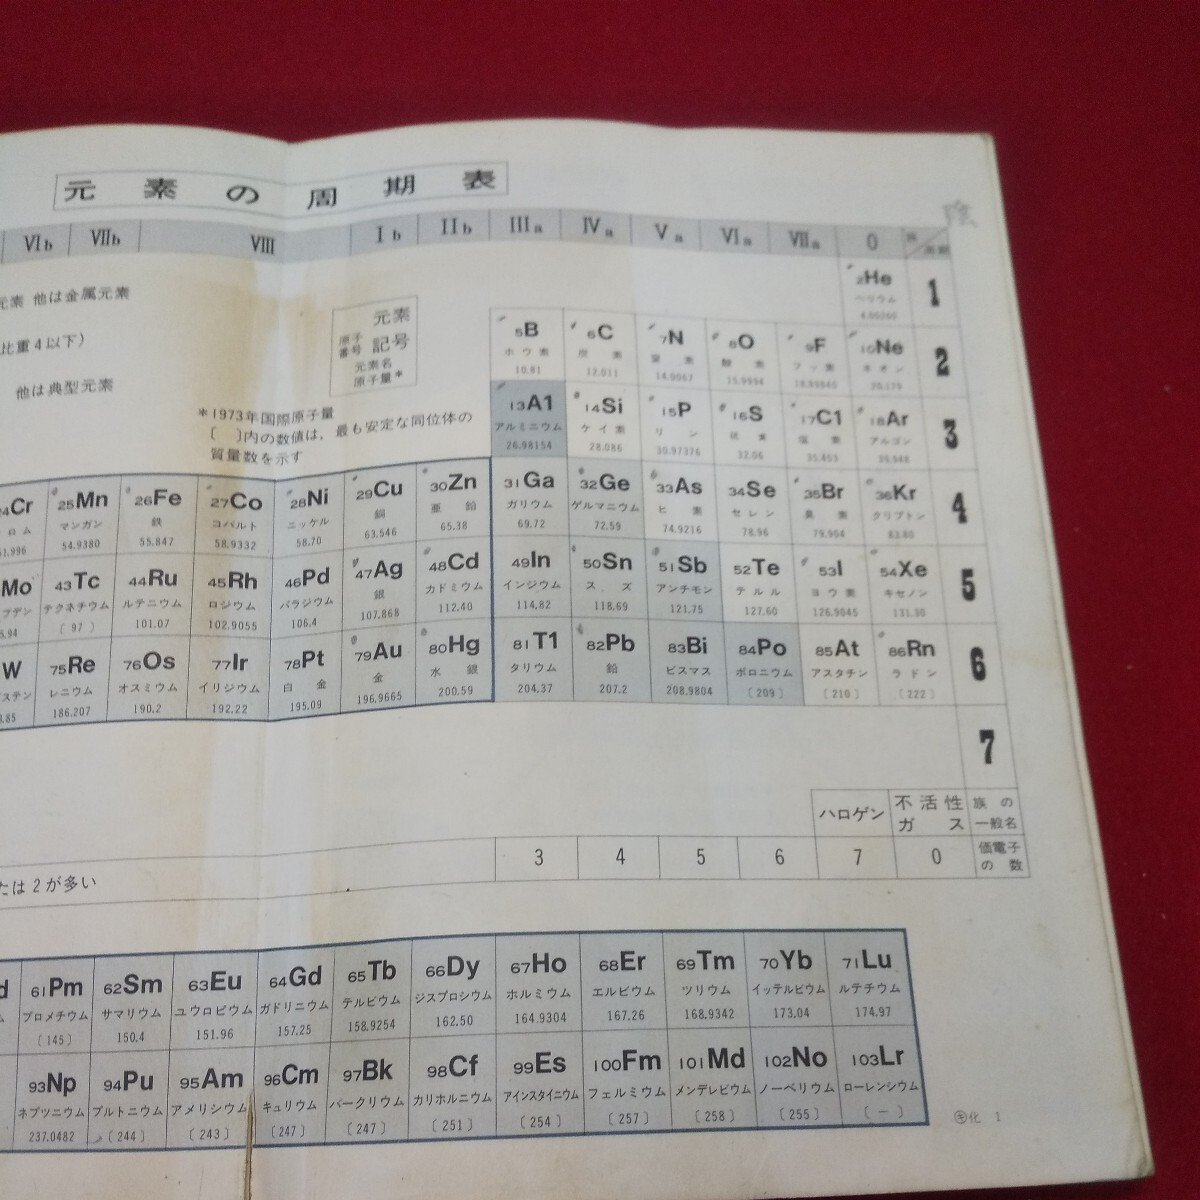 元素の周期表
陰
VIb VIIb VIII Ib IIb IIIa IVa Va VIa VIIa 0 族 周期
元素 他は金属元素
比重4以下)
他は典型元素
元素
原子番号 記号
元素名
原子量*
*1973年国際原子量
〔 〕内の数値は,最も安定な同位体の
質量数を示す
2He 1
ヘリウム
4.00260
5B 6C 7N 8O 9F 10Ne 2
ホウ素 炭素 窒素 酸素 フッ素 ネオン
10.81 12.011 14.0067 15.9994 18.99840 20.179
13Al 14Si 15P 16S 17Cl 18Ar 3
アルミニウム ケイ素 リン 硫黄 塩素 アルゴン
26.98154 28.086 30.97376 32.06 35.453 39.948
24Cr 25Mn 26Fe 27Co 28Ni 29Cu 30Zn 31Ga 32Ge 33As 34Se 35Br 36Kr 4
ロム マンガン 鉄 コバルト ニッケル 銅 亜鉛 ガリウム ゲルマニウム ヒ素 セレン 臭素 クリプトン
51.996 54.9380 55.847 58.9332 58.70 63.546 65.38 69.72 72.59 74.9216 78.96 79.904 83.80
Mo 43Tc 44Ru 45Rh 46Pd 47Ag 48Cd 49In 50Sn 51Sb 52Te 53I 54Xe 5
ブデン テクネチウム ルテニウム ロジウム パラジウム 銀 カドミウム インジウム スズ アンチモン テルル ヨウ素 キセノン
5.94 〔97〕 101.07 102.9055 106.4 107.868 112.40 114.82 118.69 121.75 127.60 126.9045 131.30
W 75Re 76Os 77Ir 78Pt 79Au 80Hg 81Tl 82Pb 83Bi 84Po 85At 86Rn 6
グステン レニウム オスミウム イリジウム 白金 金 水銀 タリウム 鉛 ビスマス ポロニウム アスタチン ラドン
3.85 186.207 190.2 192.22 195.09 196.9665 200.59 204.37 207.2 208.9804 〔209〕 〔210〕 〔222〕
7
ハロゲン 不活性ガス 族の一般名
たは2が多い
3 4 5 6 7 0 価電子の数
d 61Pm 62Sm 63Eu 64Gd 65Tb 66Dy 67Ho 68Er 69Tm 70Yb 71Lu
ム プロメチウム サマリウム ユウロピウム ガドリニウム テルビウム ジスプロシウム ホルミウム エルビウム ツリウム イッテルビウム ルテチウム
〔145〕 150.4 151.96 157.25 158.9254 162.50 164.9304 167.26 168.9342 173.04 174.97
93Np 94Pu 95Am 96Cm 97Bk 98Cf 99Es 100Fm 101Md 102No 103Lr
ネプツニウム プルトニウム アメリシウム キュリウム バークリウム カリホルニウム アインスタイニウム フェルミウム メンデレビウム ノーベリウム ローレンシウム
237.0482 〔244〕 〔243〕 〔247〕 〔247〕 〔251〕 〔254〕 〔257〕 〔258〕 〔255〕 〔ー〕
㋖化 1